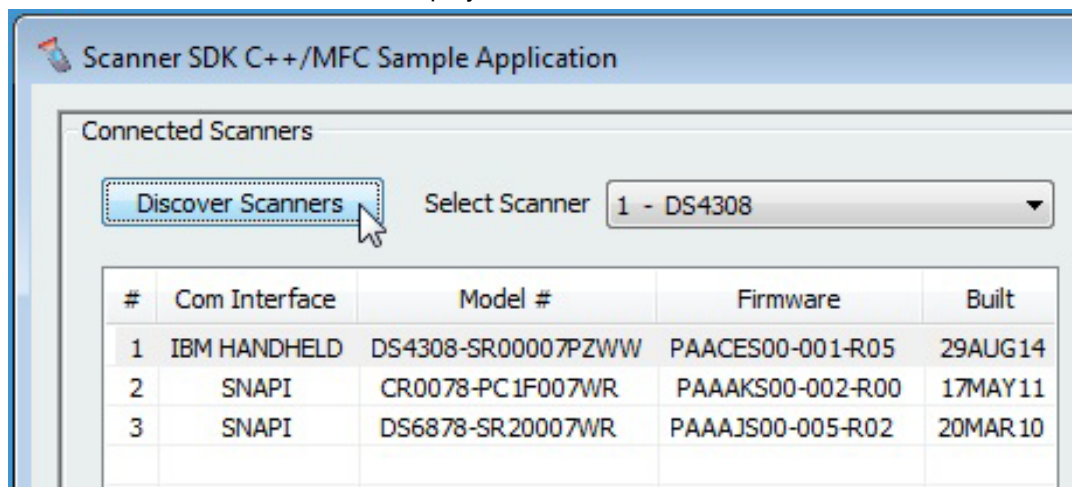 Scanner SDK C++/MFC Sample Application
Connected Scanners
Discover Scanners Select Scanner 1 - DS4308
# Com Interface Model # Firmware Built
1 IBM HANDHELD DS4308-SR00007PZWW PAACES00-001-R05 29AUG14
2 SNAPI CR0078-PC1F007WR PAAAKS00-002-R00 17MAY11
3 SNAPI DS6878-SR20007WR PAAAJS00-005-R02 20MAR10